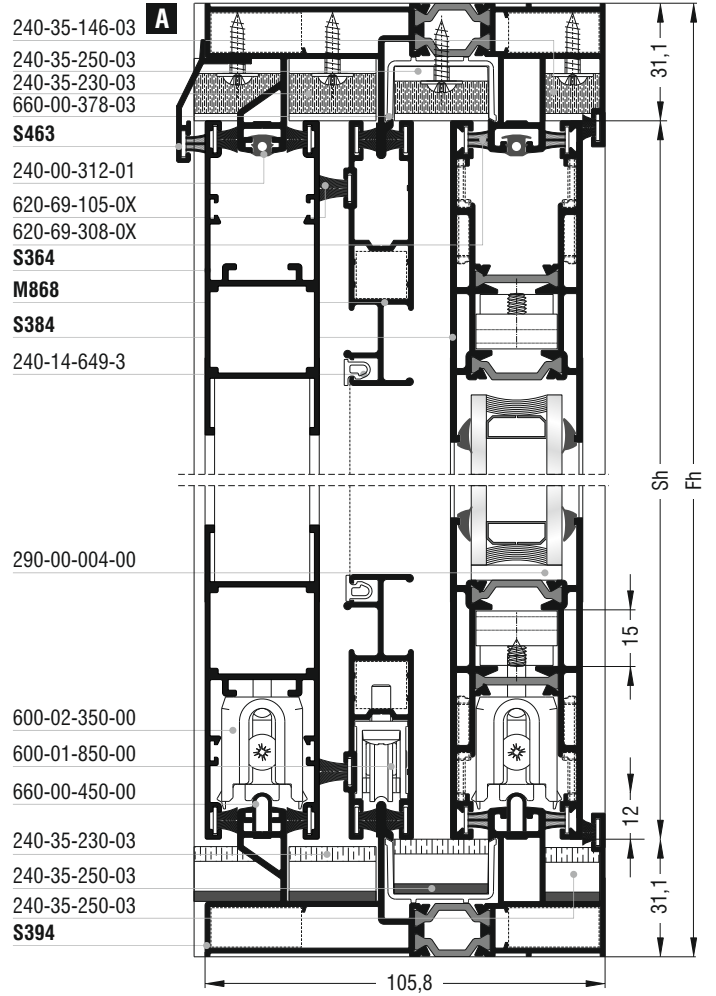 A
240-35-146-03
240-35-250-03
240-35-230-03
660-00-378-03
S463
240-00-312-01
620-69-105-0X
620-69-308-0X
S364
M868
S384
240-14-649-3
290-00-004-00
600-02-350-00
600-01-850-00
660-00-450-00
240-35-230-03
240-35-250-03
240-35-250-03
S394
31,1
Sh
Fh
15
12
31,1
105,8